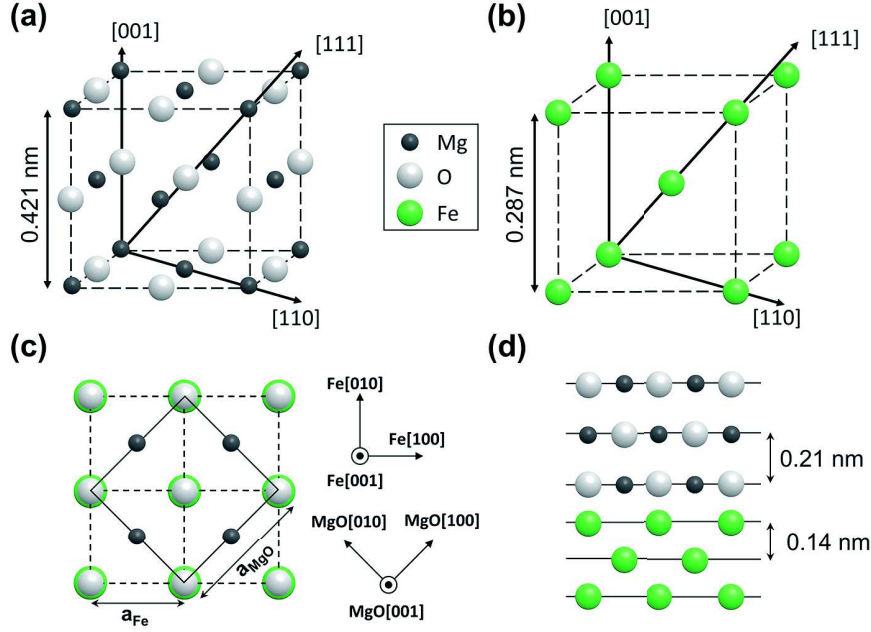 (a)
[001]
[111]
0.421 nm
[110]
Mg
O
Fe
(b)
[001]
[111]
0.287 nm
[110]
(c)
aFe
aMgO
Fe[010]
Fe[100]
Fe[001]
MgO[010]
MgO[100]
MgO[001]
(d)
0.21 nm
0.14 nm